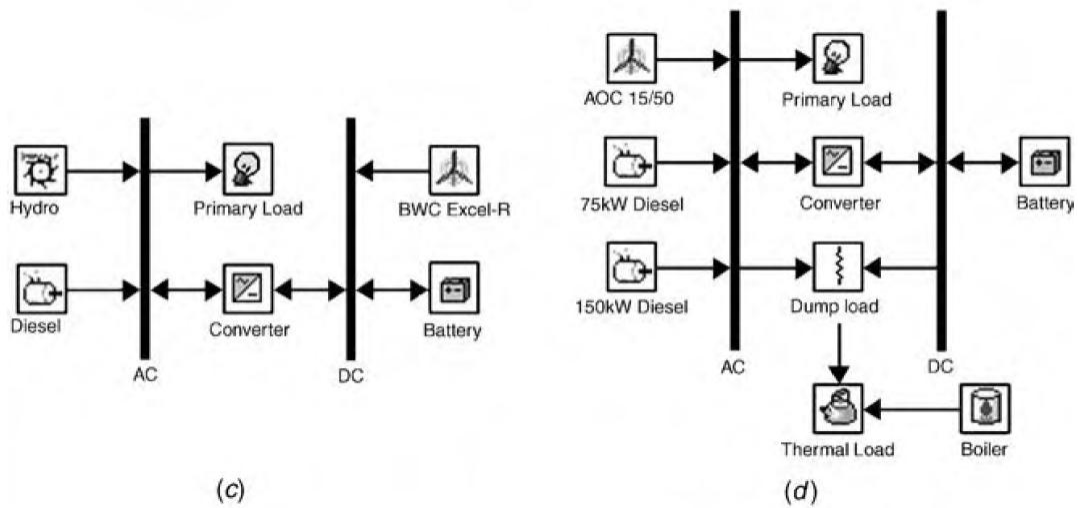 Hydro
Primary Load
BWC Excel-R
Diesel
Converter
Battery
AC
DC
(c)
AOC 15/50
Primary Load
75kW Diesel
Converter
Battery
150kW Diesel
Dump load
AC
DC
Thermal Load
Boiler
(d)